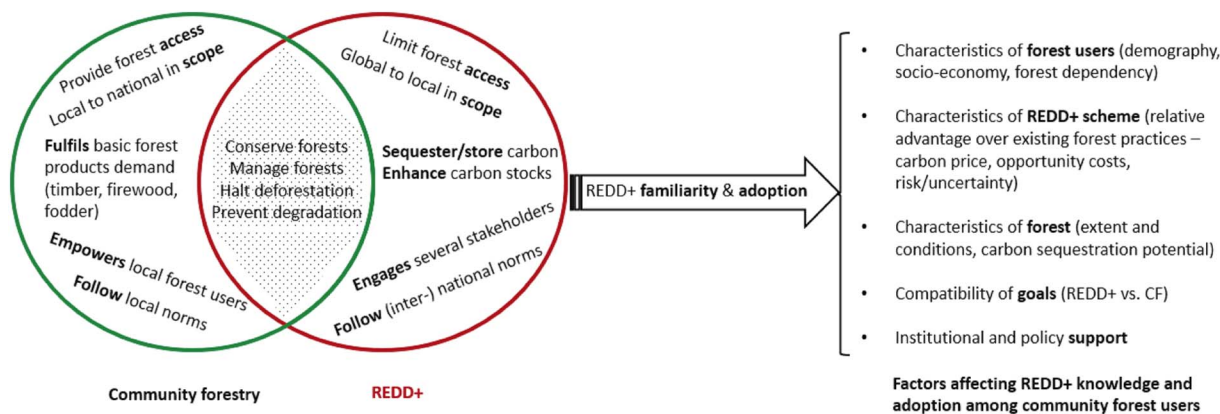 Provide forest access
Local to national in scope
Fulfils basic forest
products demand
(timber, firewood,
fodder)
Empowers local forest users
Follow local norms
Conserve forests
Manage forests
Halt deforestation
Prevent degradation
Limit forest access
Global to local in scope
Sequester/store carbon
Enhance carbon stocks
Engages several stakeholders
Follow (inter-) national norms
Community forestry
REDD+
REDD+ familiarity & adoption
• Characteristics of forest users (demography,
socio-economy, forest dependency)
• Characteristics of REDD+ scheme (relative
advantage over existing forest practices –
carbon price, opportunity costs,
risk/uncertainty)
• Characteristics of forest (extent and
conditions, carbon sequestration potential)
• Compatibility of goals (REDD+ vs. CF)
• Institutional and policy support
Factors affecting REDD+ knowledge and
adoption among community forest users